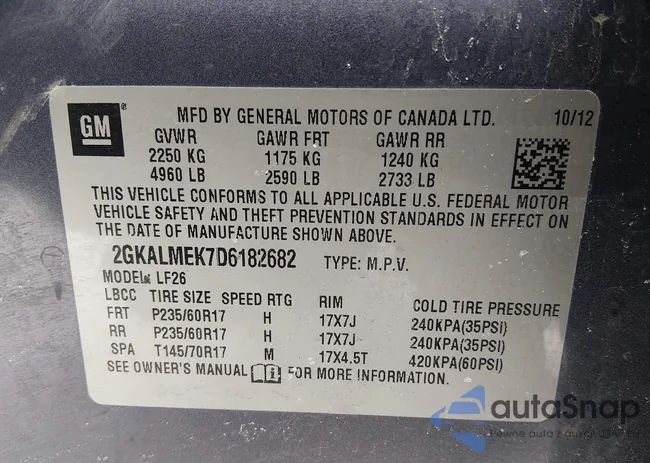 GM
MFD BY GENERAL MOTORS OF CANADA LTD. 10/12
GVWR GAWR FRT GAWR RR
2250 KG 1175 KG 1240 KG
4960 LB 2590 LB 2733 LB
THIS VEHICLE CONFORMS TO ALL APPLICABLE U.S. FEDERAL MOTOR
VEHICLE SAFETY AND THEFT PREVENTION STANDARDS IN EFFECT ON
THE DATE OF MANUFACTURE SHOWN ABOVE.
2GKALMEK7D6182682 TYPE: M.P.V.
MODEL: LF26
LBCC TIRE SIZE SPEED RTG RIM COLD TIRE PRESSURE
FRT P235/60R17 H 17X7J 240KPA(35PSI)
RR P235/60R17 H 17X7J 240KPA(35PSI)
SPA T145/70R17 M 17X4.5T 420KPA(60PSI)
SEE OWNER'S MANUAL FOR MORE INFORMATION.
autaSnap
Pewne auta z aukcji USA